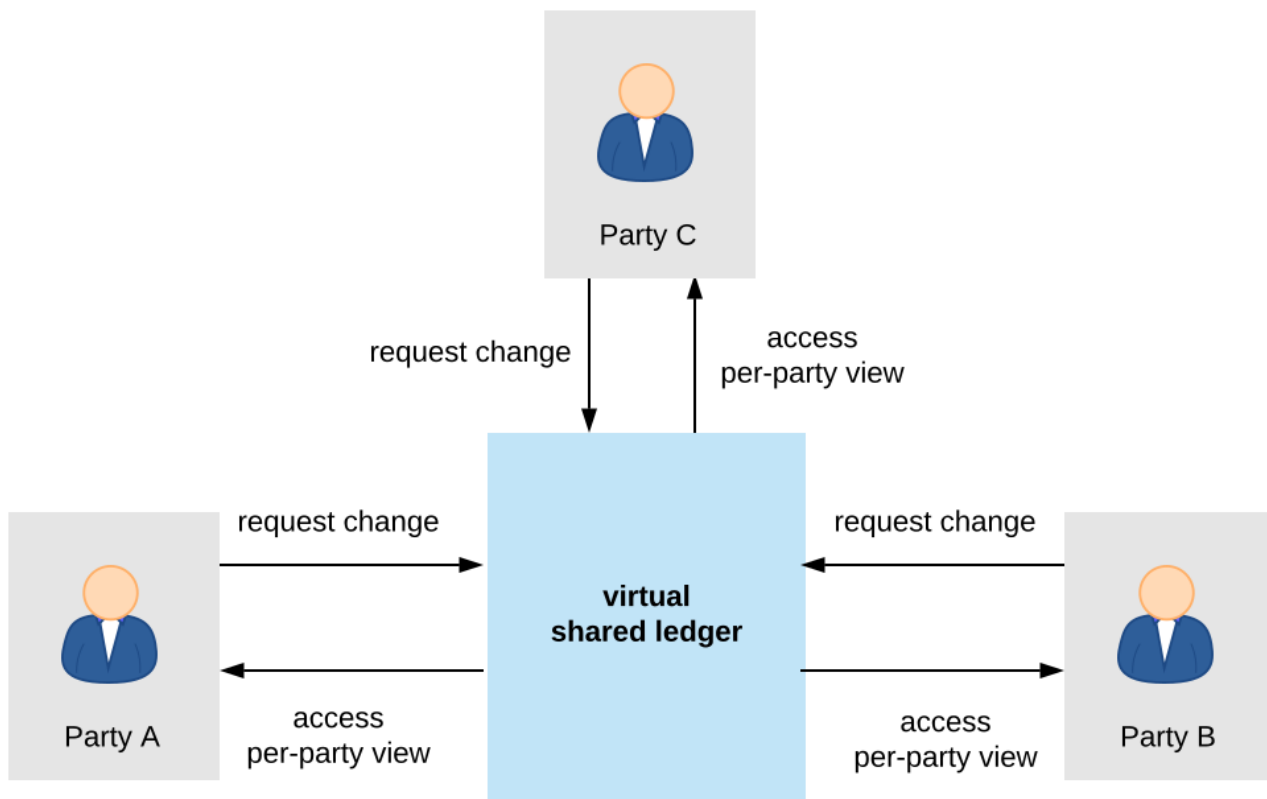 Party C
request change
access
per-party view
request change
request change
virtual
shared ledger
Party A
access
per-party view
access
per-party view
Party B